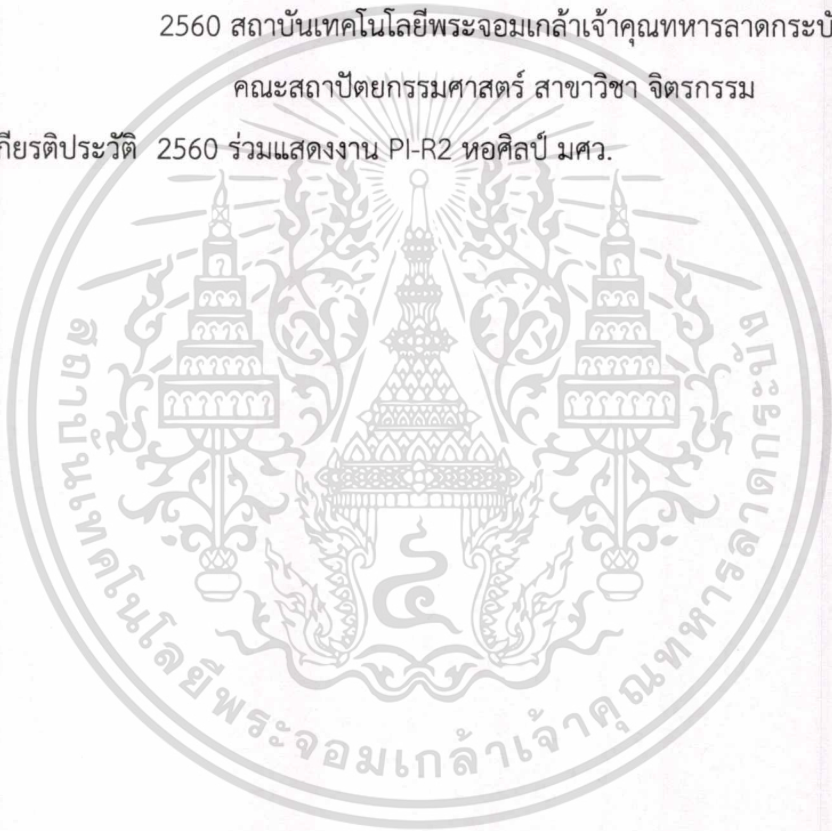 2560 สถาบันเทคโนโลยีพระจอมเกล้าเจ้าคุณทหารลาดกระบั
คณะสถาปัตยกรรมศาสตร์ สาขาวิชา จิตรกรรม
กียรติประวัติ 2560 ร่วมแสดงงาน PI-R2 หอศิลป์ มศว.
สถาบันเทคโนโลยีพระจอมเกล้าเจ้าคุณทหารลาดกระบัง
๔